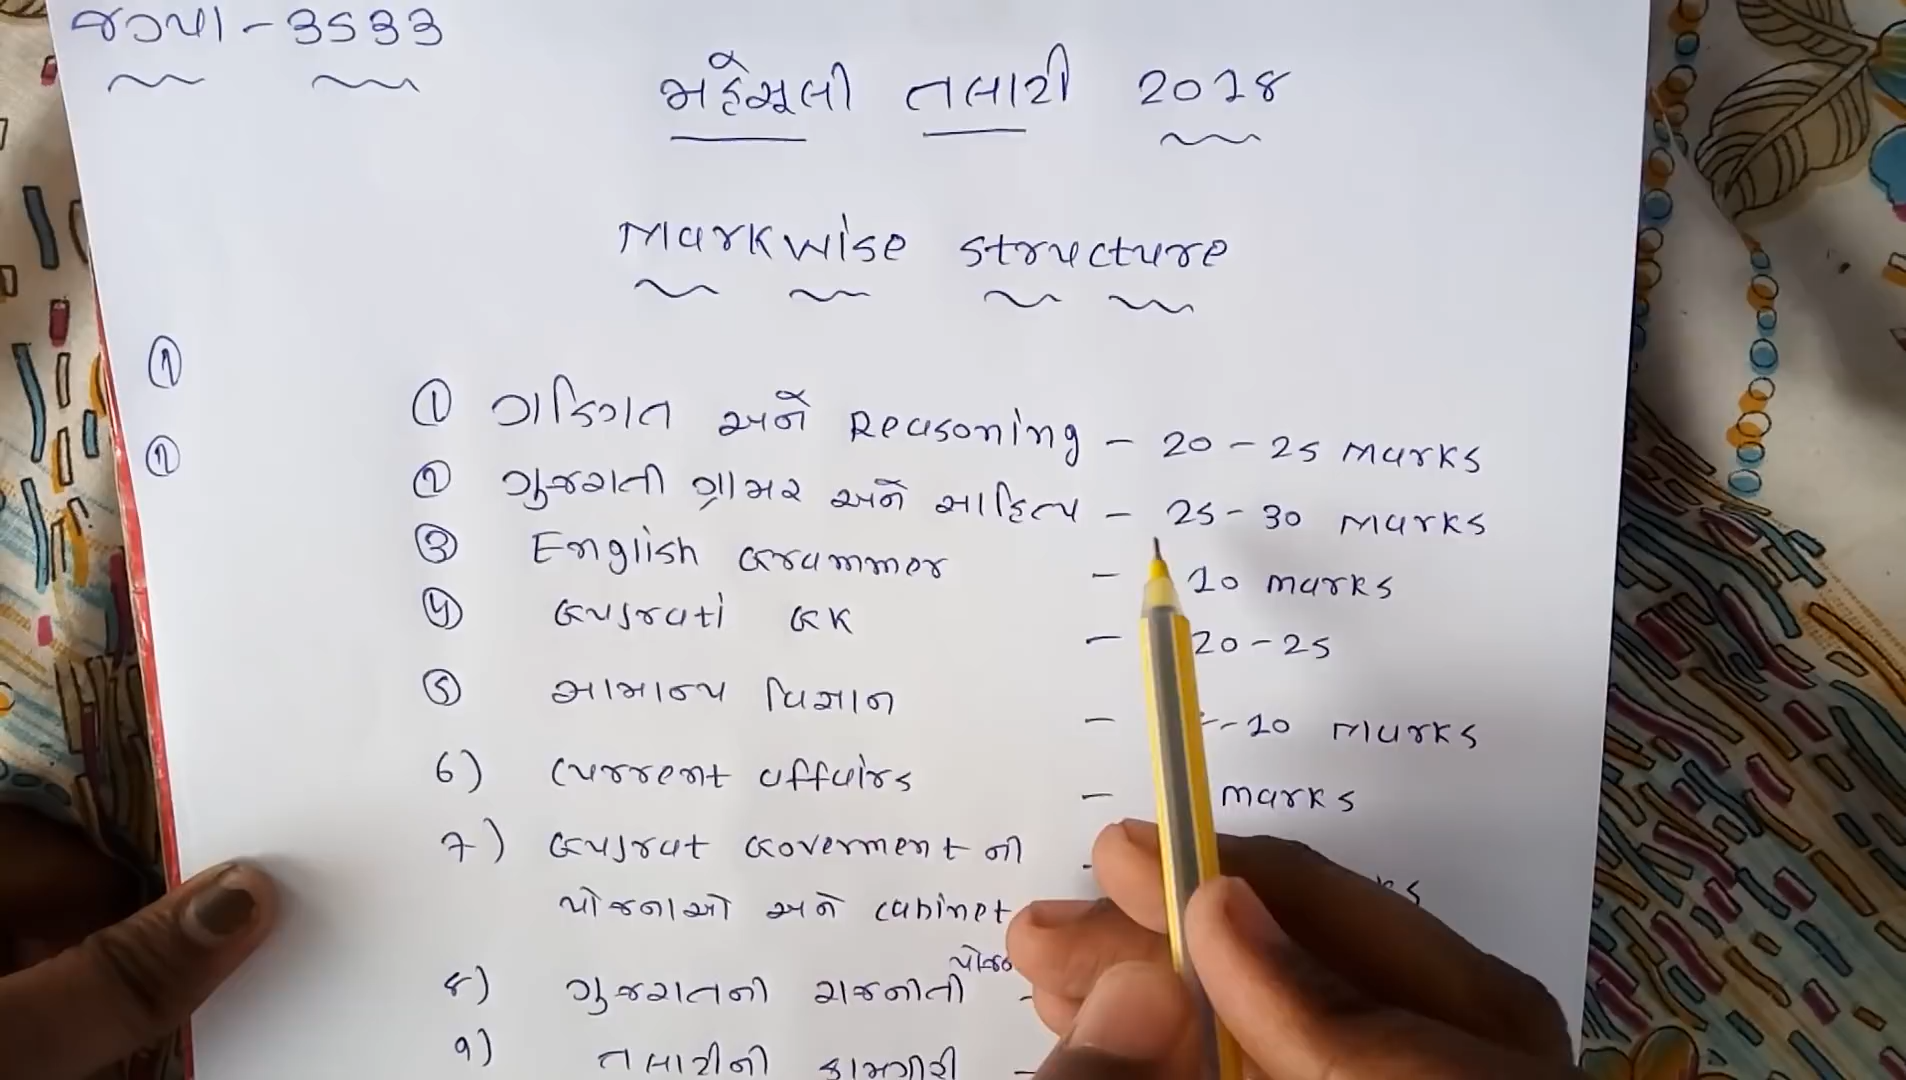 જગ્યા - 3533
મહેસૂલી તલાટી 2018
Markwise structure
①
① ગણિત અને Reasoning - 20 - 25 Marks
②
② ગુજરાતી ગ્રામર અને સાહિત્ય - 25 - 30 Marks
③ English Grammer - 10 marks
④ Gujrati GK - 20 - 25
⑤ સામાન્ય વિજ્ઞાન - - 10 Marks
6) Current affairs - marks
7) Gujrat Goverment ની -
યોજનાઓ અને cabinet
8) ગુજરાતની રાજનીતી -
9) તલાટીની કામગીરી -